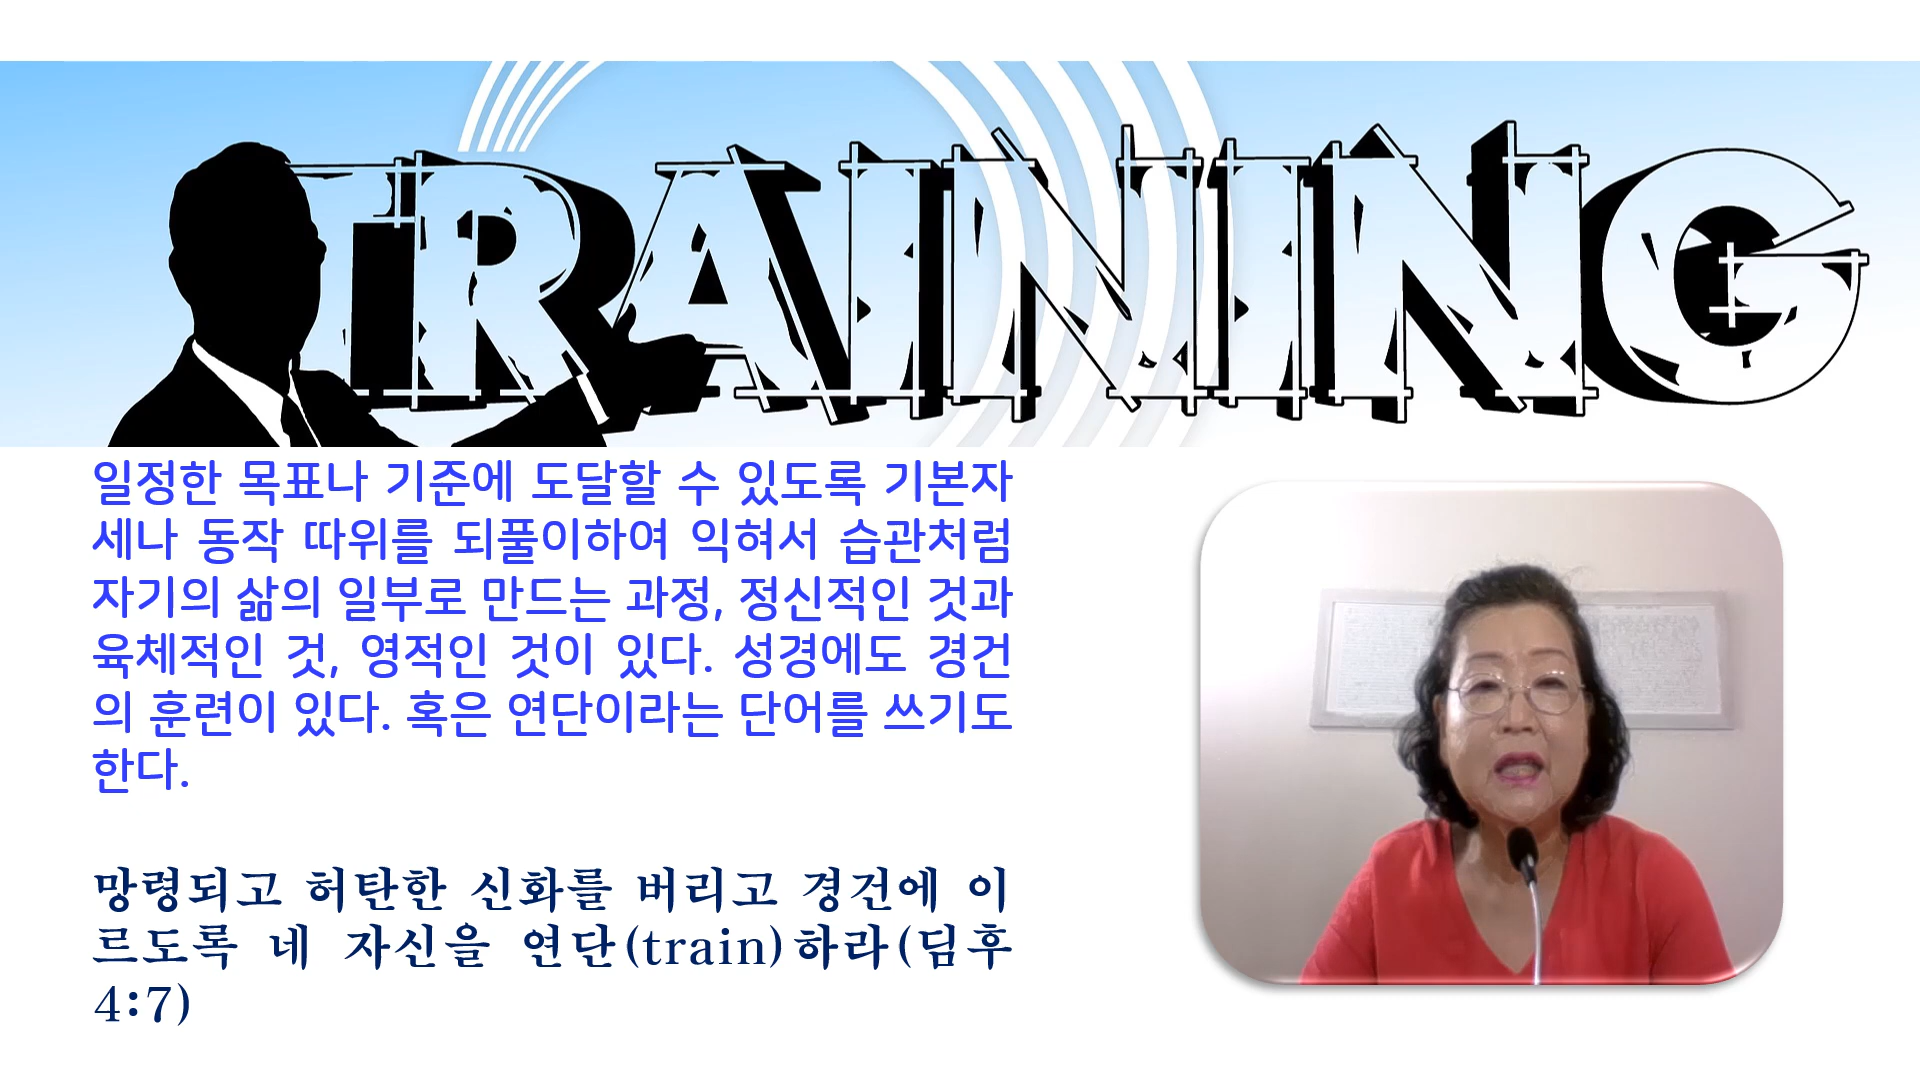 TRAINING
일정한 목표나 기준에 도달할 수 있도록 기본자
세나 동작 따위를 되풀이하여 익혀서 습관처럼
자기의 삶의 일부로 만드는 과정, 정신적인 것과
육체적인 것, 영적인 것이 있다. 성경에도 경건
의 훈련이 있다. 혹은 연단이라는 단어를 쓰기도
한다.
망령되고 허탄한 신화를 버리고 경건에 이
르도록 네 자신을 연단(train)하라(딤후
4:7)